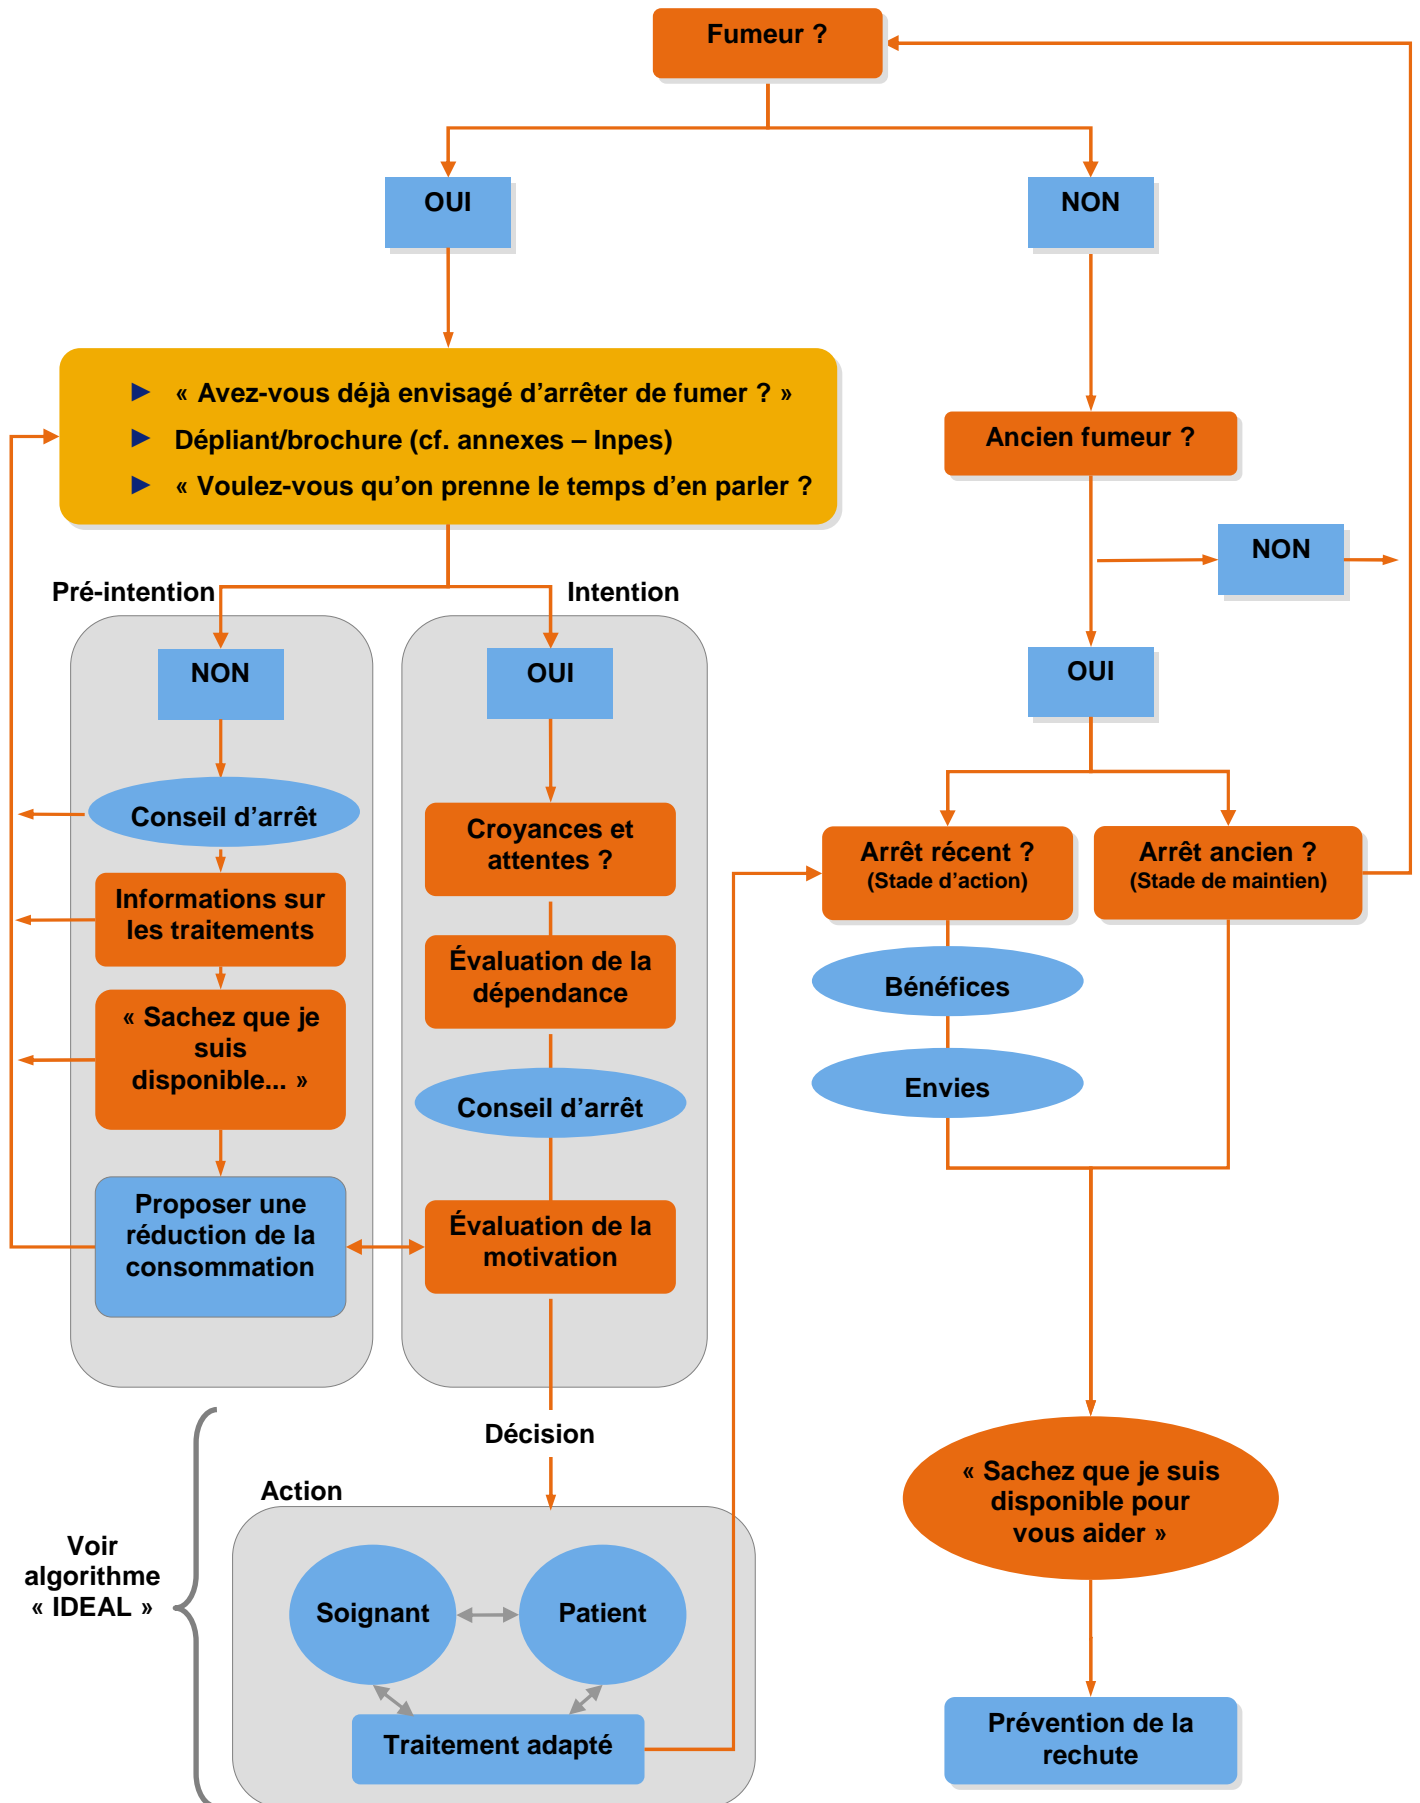 Fumeur ?
OUI
NON
► « Avez-vous déjà envisagé d’arrêter de fumer ? »
► Dépliant/brochure (cf. annexes – Inpes)
► « Voulez-vous qu’on prenne le temps d’en parler ?
Ancien fumeur ?
NON
Pré-intention
Intention
NON
OUI
OUI
Conseil d’arrêt
Croyances et
attentes ?
Arrêt récent ?
(Stade d’action)
Arrêt ancien ?
(Stade de maintien)
Informations sur
les traitements
Évaluation de la
dépendance
Bénéfices
« Sachez que je
suis
disponible... »
Conseil d’arrêt
Envies
Proposer une
réduction de la
consommation
Évaluation de la
motivation
Décision
Action
« Sachez que je suis
disponible pour
vous aider »
Voir
algorithme
« IDEAL »
Soignant
Patient
Traitement adapté
Prévention de la
rechute